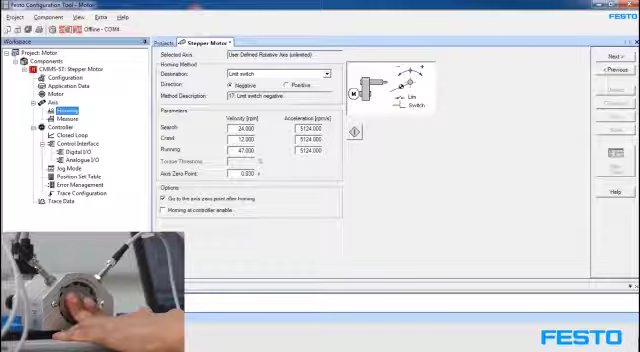 Festo Configuration Tool - Motor
Project Component View Help
FESTO
Offline - COM4
Workspace
Projects Stepper Motor *
Project: Motor
Components
CMMS-ST: Stepper Motor
Configuration
Application Data
Motor
Axis
Homing
Measure
Controller
Closed Loop
Control Interface
Digital I/O
Analogue I/O
Jog Mode
Position Set Table
Error Management
Trace Configuration
Trace Data
Selected Axis: User Defined Rotative Axis (unlimited)
Homing Method
Destination: Limit switch
Direction: Negative Positive
Method Description: 17: Limit switch negative
Parameters
Velocity [rpm] Acceleration [rpm/s]
Search: 24.000 5124.000
Crawl: 12.000 5124.000
Running: 47.000 5124.000
Torque Threshold: %
Axis Zero Point: 0.000 r
Options
Go to the axis zero point after homing
Homing at controller enable
- +
M
Lim
Switch
Next >
< Previous
Help
FESTO